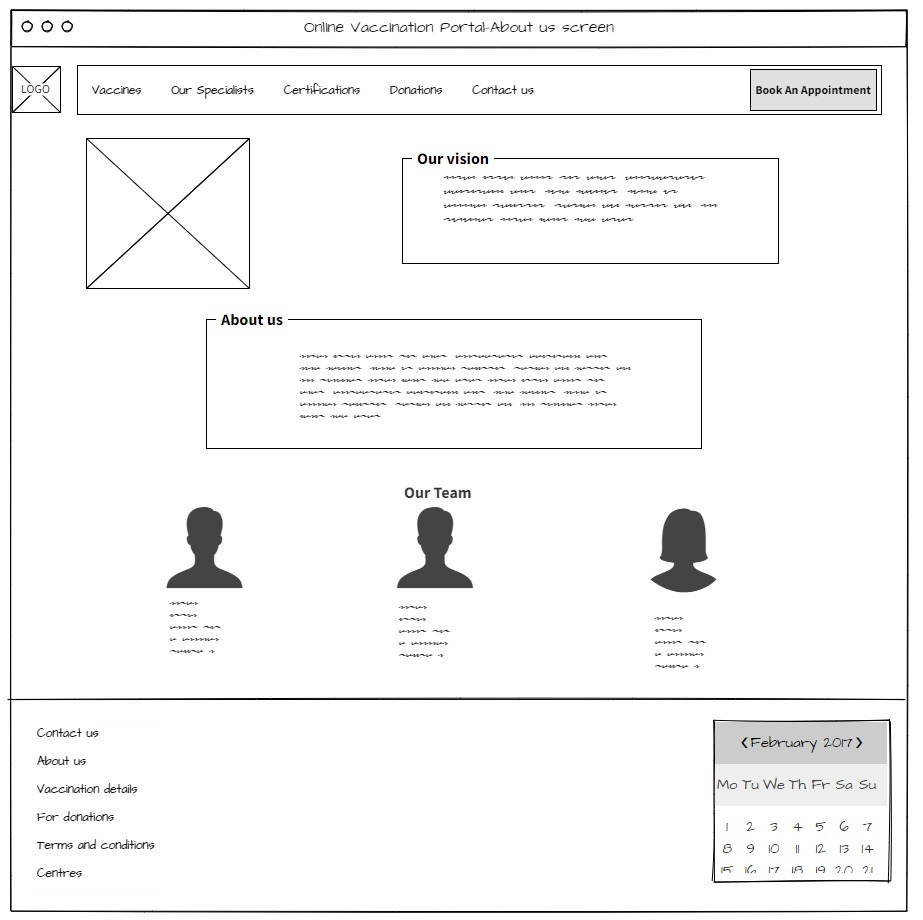 Online Vaccination Portal-About us screen
LOGO
Vaccines Our Specialists Certifications Donations Contact us Book An Appointment
Our vision
About us
Our Team
Contact us
About us
Vaccination details
For donations
Terms and conditions
Centres
February 2017
Mo Tu We Th Fr Sa Su
1 2 3 4 5 6 7
8 9 10 11 12 13 14
15 16 17 18 19 20 21